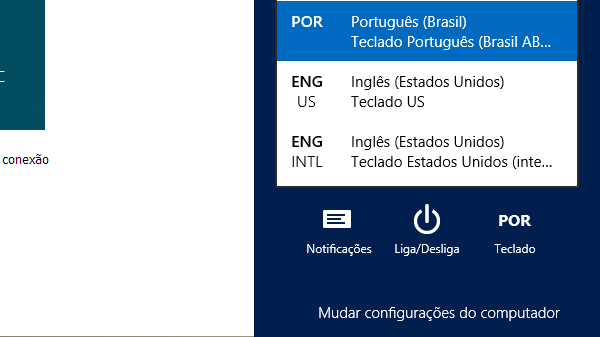 POR Português (Brasil)
Teclado Português (Brasil AB...
ENG Inglês (Estados Unidos)
US Teclado US
ENG Inglês (Estados Unidos)
INTL Teclado Estados Unidos (inte...
conexão
POR
Notificações Liga/Desliga Teclado
Mudar configurações do computador